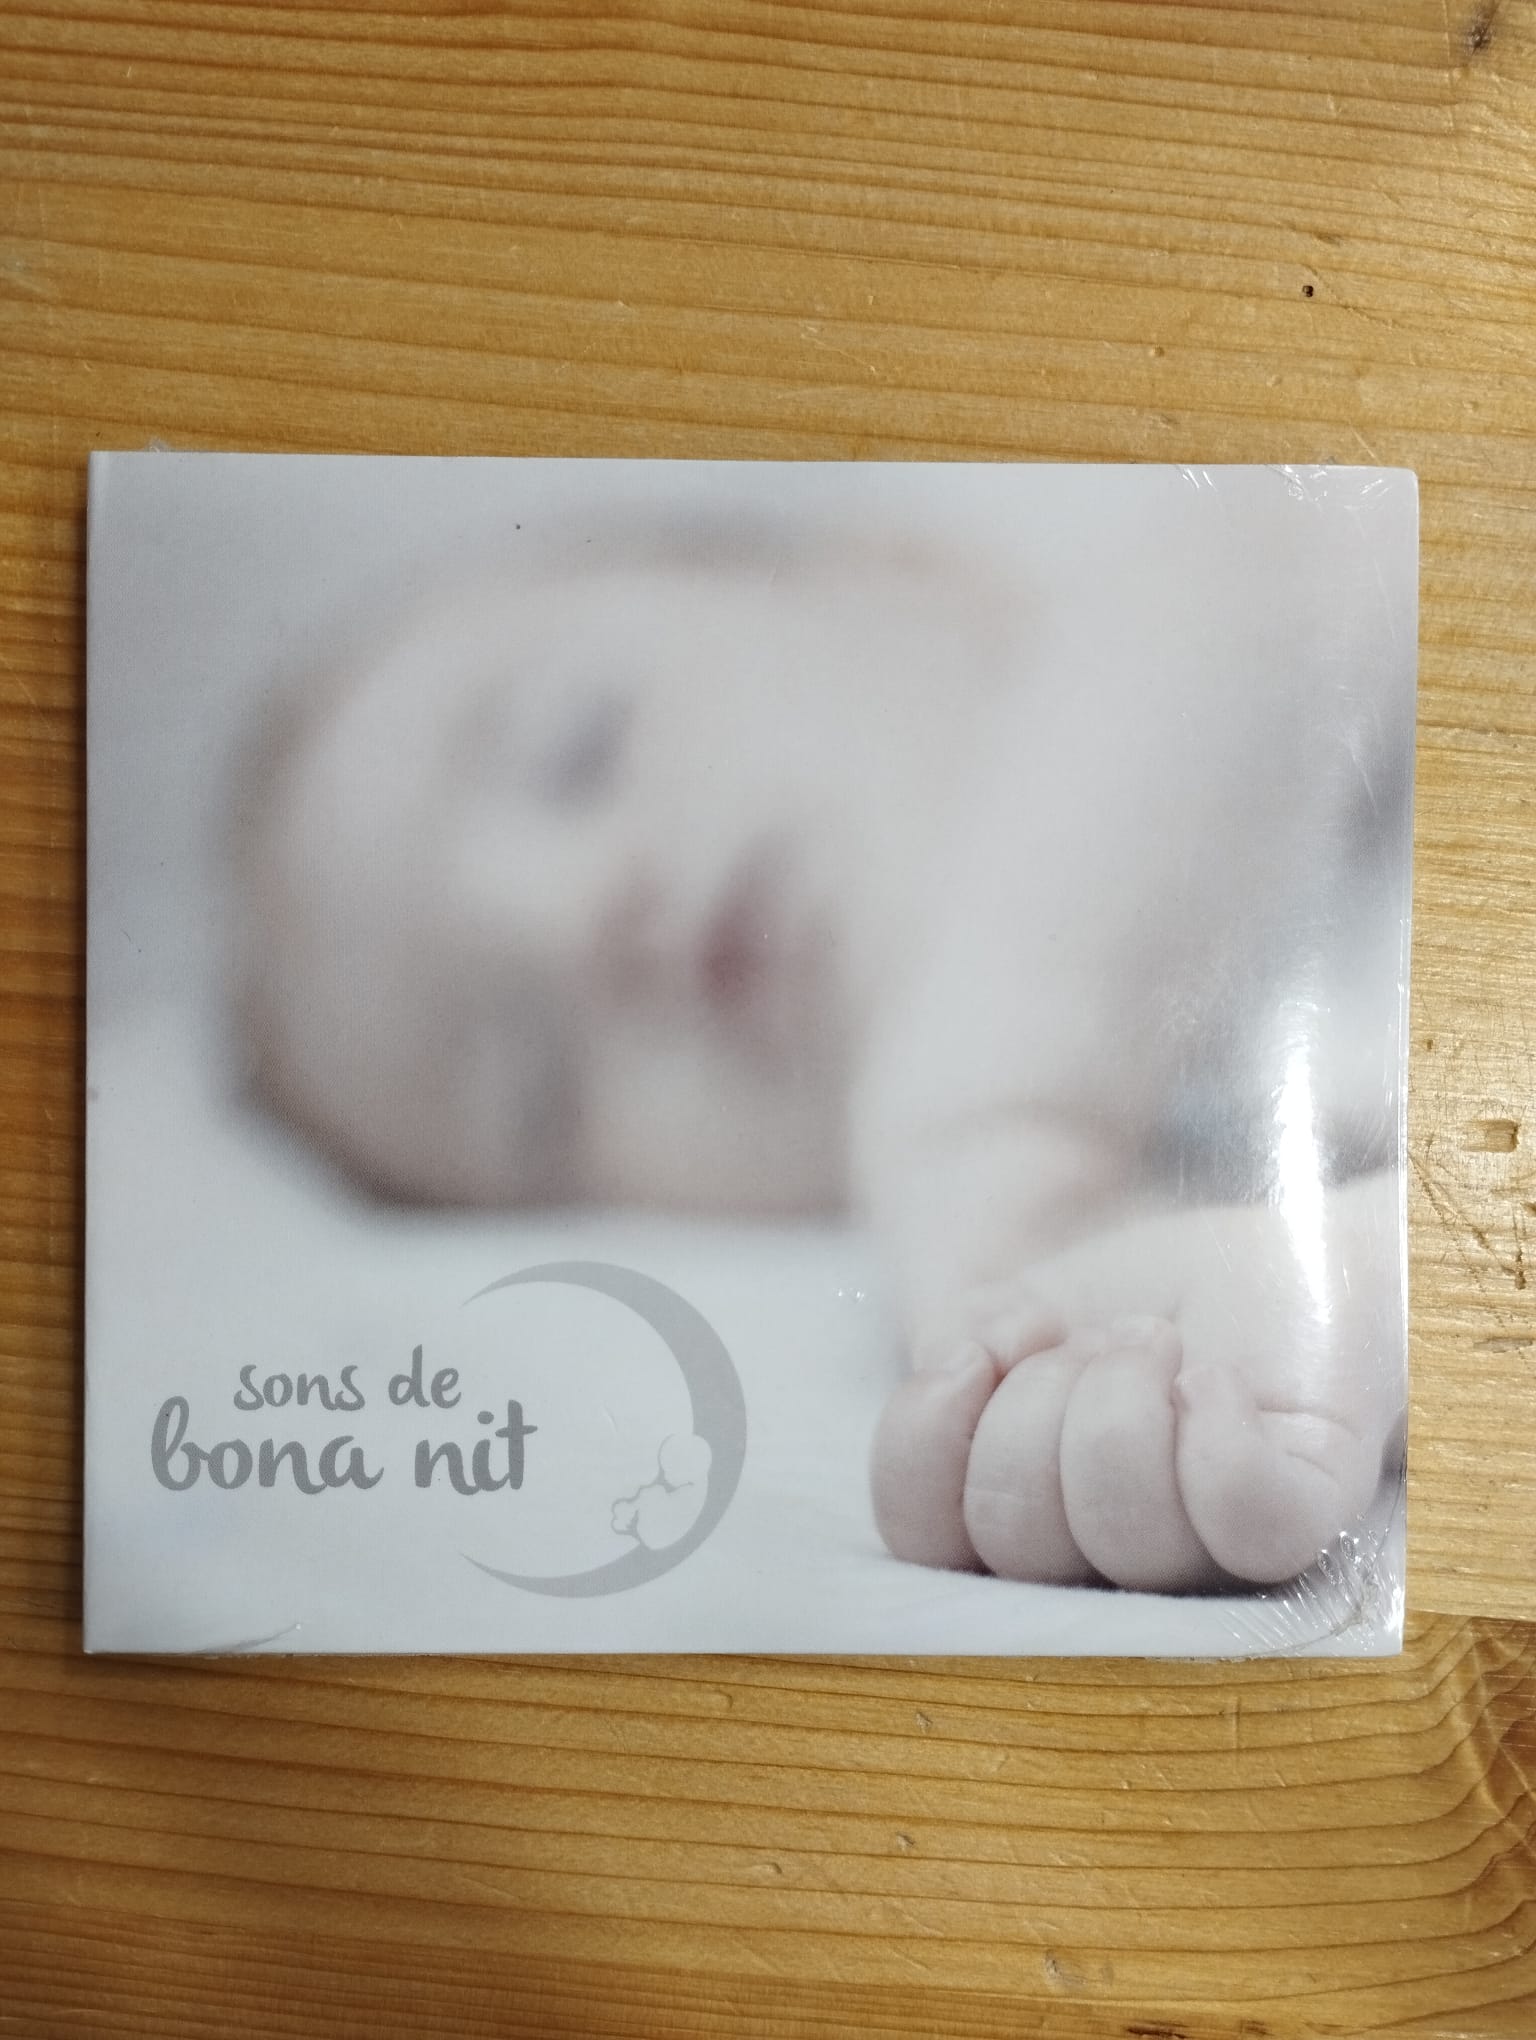 sons de
bona nit